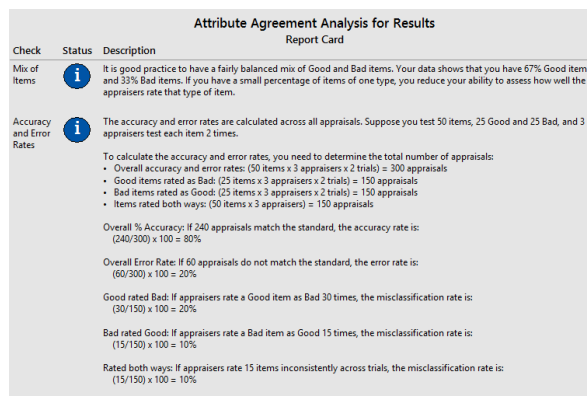 Attribute Agreement Analysis for Results
Report Card
Check Status Description
Mix of Items
It is good practice to have a fairly balanced mix of Good and Bad items. Your data shows that you have 67% Good item
and 33% Bad items. If you have a small percentage of items of one type, you reduce your ability to assess how well the
appraisers rate that type of item.
Accuracy and Error Rates
The accuracy and error rates are calculated across all appraisals. Suppose you test 50 items, 25 Good and 25 Bad, and 3
appraisers test each item 2 times.
To calculate the accuracy and error rates, you need to determine the total number of appraisals:
• Overall accuracy and error rates: (50 items x 3 appraisers x 2 trials) = 300 appraisals
• Good items rated as Bad: (25 items x 3 appraisers x 2 trials) = 150 appraisals
• Bad items rated as Good: (25 items x 3 appraisers x 2 trials) = 150 appraisals
• Items rated both ways: (50 items x 3 appraisers) = 150 appraisals
Overall % Accuracy: If 240 appraisals match the standard, the accuracy rate is:
(240/300) x 100 = 80%
Overall Error Rate: If 60 appraisals do not match the standard, the error rate is:
(60/300) x 100 = 20%
Good rated Bad: If appraisers rate a Good item as Bad 30 times, the misclassification rate is:
(30/150) x 100 = 20%
Bad rated Good: If appraisers rate a Bad item as Good 15 times, the misclassification rate is:
(15/150) x 100 = 10%
Rated both ways: If appraisers rate 15 items inconsistently across trials, the misclassification rate is:
(15/150) x 100 = 10%